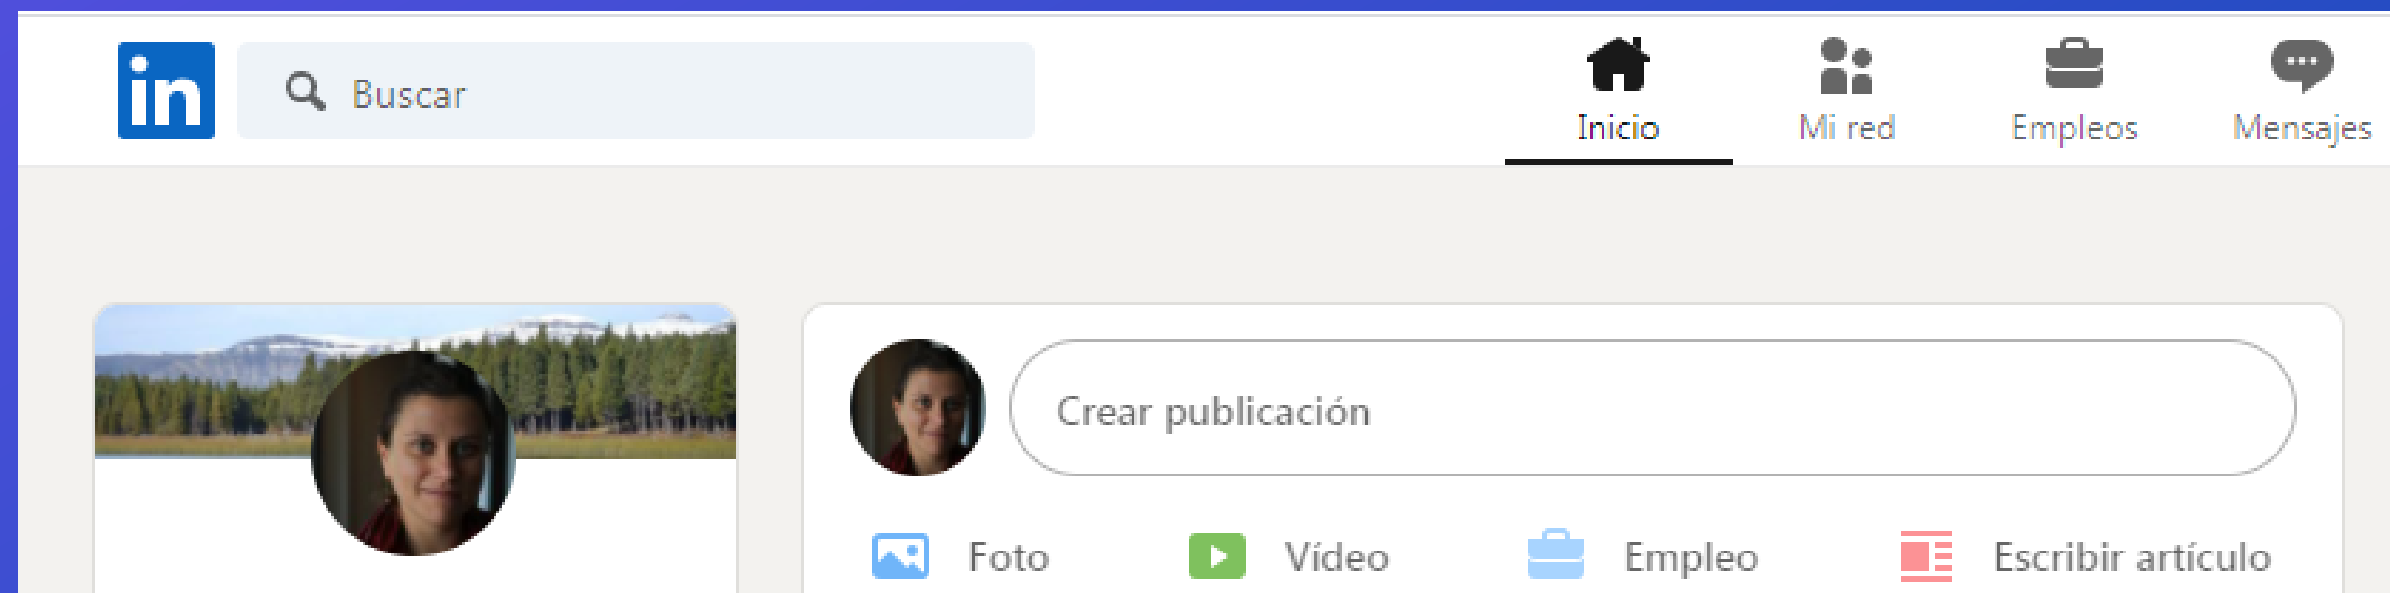 in
Buscar
Inicio
Mi red
Empleos
Mensajes
Crear publicación
Foto
Vídeo
Empleo
Escribir artículo